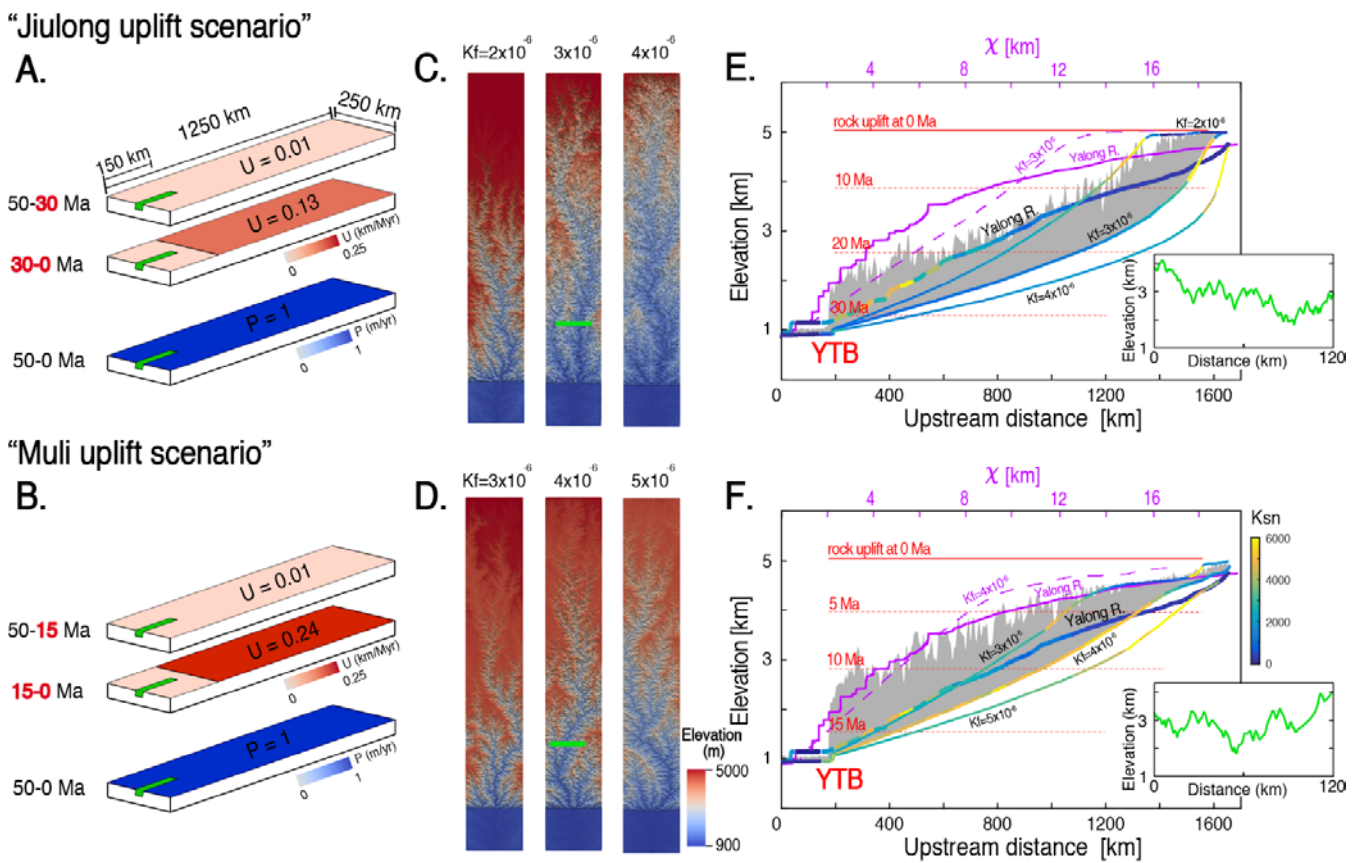 “Jiulong uplift scenario”
A.
1250 km
250 km
150 km
U = 0.01
50-30 Ma
U = 0.13
U (km/Myr)
0
0.25
30-0 Ma
P = 1
P (m/yr)
0
1
50-0 Ma
C.
Kf=2x10-6
3x10-6
4x10-6
E.
χ [km]
4
8
12
16
rock uplift at 0 Ma
Kf=2x10-6
Kf=3x10-6
Yalong R.
10 Ma
Yalong R.
20 Ma
Kf=3x10-6
Kf=4x10-6
30 Ma
YTB
Elevation [km]
5
3
1
0
400
800
1200
1600
Upstream distance [km]
Elevation (km)
3
1
0
120
Distance (km)
“Muli uplift scenario”
B.
U = 0.01
50-15 Ma
U = 0.24
U (km/Myr)
0
0.25
15-0 Ma
P = 1
P (m/yr)
0
1
50-0 Ma
D.
Kf=3x10-6
4x10-6
5x10-6
Elevation
(m)
5000
900
F.
χ [km]
4
8
12
16
rock uplift at 0 Ma
Kf=4x10-6
Yalong R.
5 Ma
Yalong R.
Kf=3x10-6
Kf=4x10-6
10 Ma
Kf=5x10-6
15 Ma
YTB
Elevation [km]
5
3
1
0
400
800
1200
1600
Upstream distance [km]
Ksn
6000
4000
2000
0
Elevation (km)
3
1
0
60
120
Distance (km)